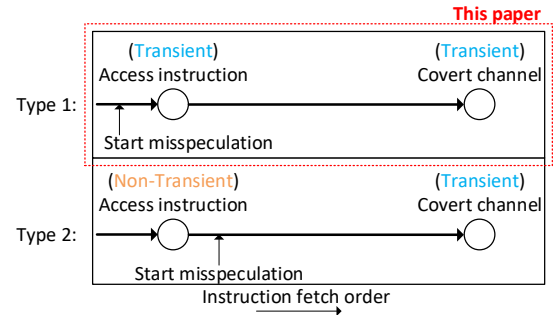 This paper
(Transient) (Transient)
Access instruction Covert channel
Type 1:
Start misspeculation
(Non-Transient) (Transient)
Access instruction Covert channel
Type 2:
Start misspeculation
Instruction fetch order